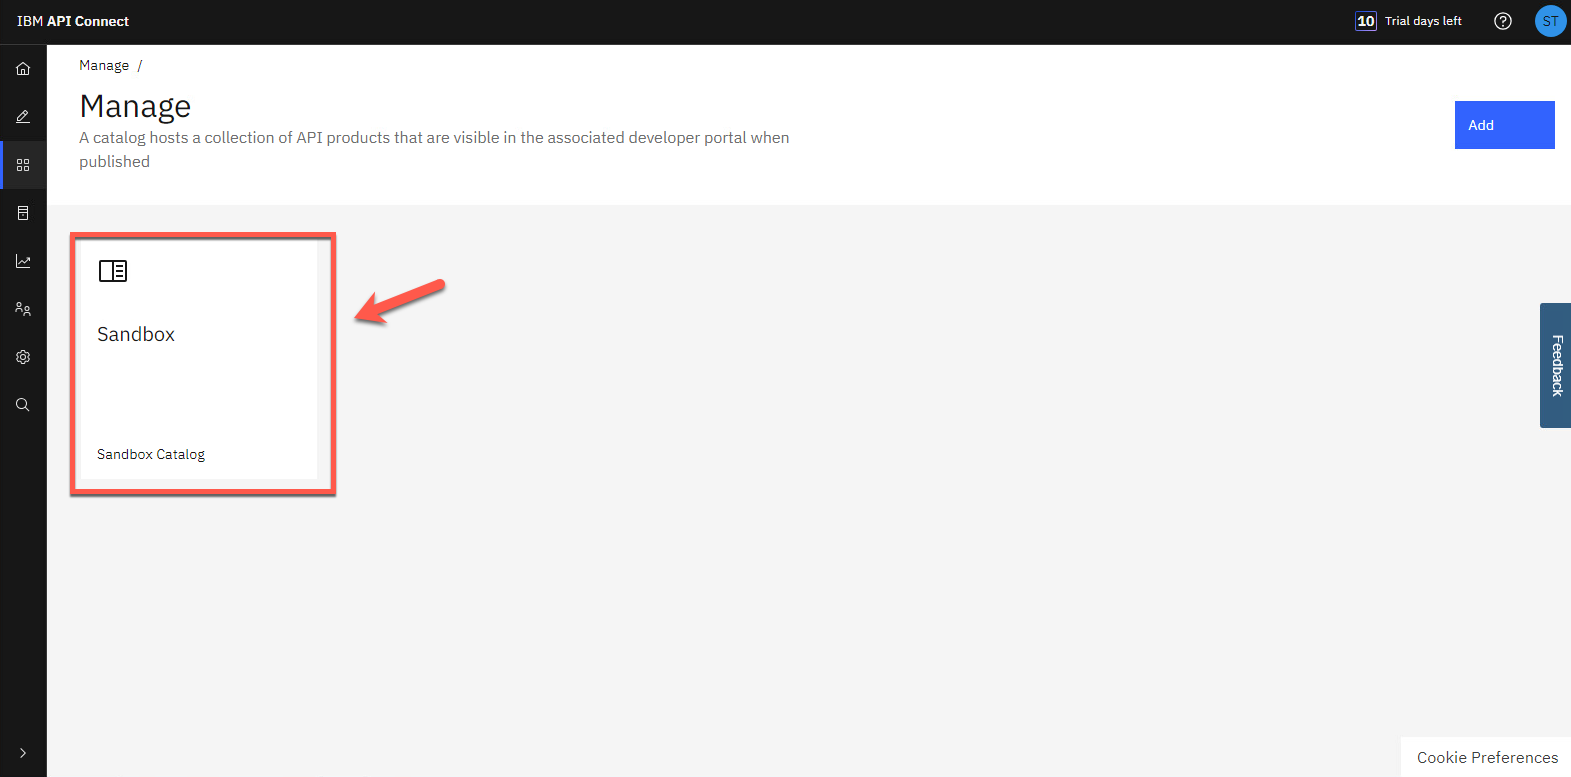 IBM API Connect
10 Trial days left
ST
Manage /
Manage
A catalog hosts a collection of API products that are visible in the associated developer portal when
published
Add
Sandbox
Sandbox Catalog
Feedback
Cookie Preferences